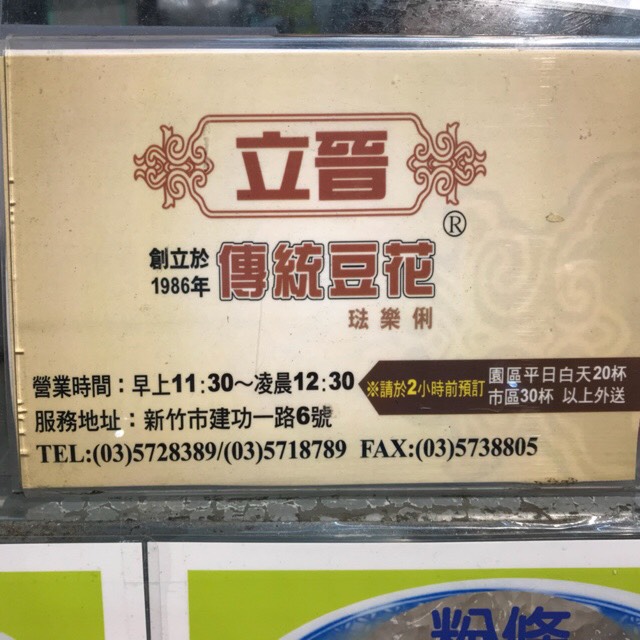 立晉
®
創立於
1986年
傳統豆花
琺樂俐
營業時間：早上11:30～凌晨12:30
※請於2小時前預訂
園區平日白天20杯
市區30杯 以上外送
服務地址：新竹市建功一路6號
TEL:(03)5728389/(03)5718789 FAX:(03)5738805
粉條